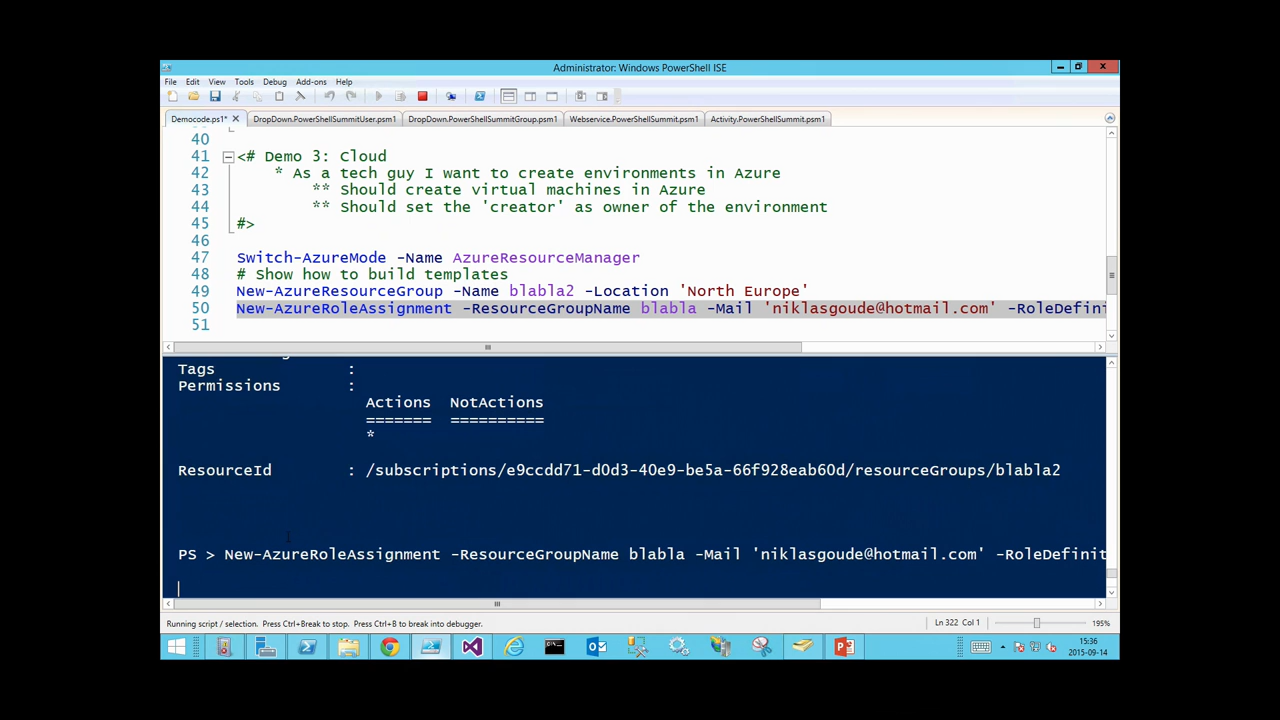 Administrator: Windows PowerShell ISE
File Edit View Tools Debug Add-ons Help
Democode.ps1* DropDown.PowerShellSummitUser.psm1 DropDown.PowerShellSummitGroup.psm1 Webservice.PowerShellSummit.psm1 Activity.PowerShellSummit.psm1
40
41 <# Demo 3: Cloud
42 * As a tech guy I want to create environments in Azure
43 ** Should create virtual machines in Azure
44 ** Should set the 'creator' as owner of the environment
45 #>
46
47 Switch-AzureMode -Name AzureResourceManager
48 # Show how to build templates
49 New-AzureResourceGroup -Name blabla2 -Location 'North Europe'
50 New-AzureRoleAssignment -ResourceGroupName blabla -Mail 'niklasgoude@hotmail.com' -RoleDefini
51
Tags :
Permissions :
Actions NotActions
======= ==========
*
ResourceId : /subscriptions/e9ccdd71-d0d3-40e9-be5a-66f928eab60d/resourceGroups/blabla2
PS > New-AzureRoleAssignment -ResourceGroupName blabla -Mail 'niklasgoude@hotmail.com' -RoleDefinit
Running script / selection. Press Ctrl+Break to stop. Press Ctrl+B to break into debugger. Ln 322 Col 1 195%
15:36
2015-09-14